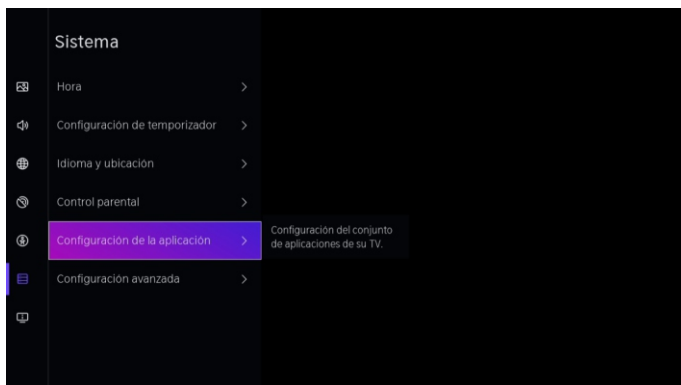 Sistema
Hora
Configuración de temporizador
Idioma y ubicación
Control parental
Configuración de la aplicación
Configuración del conjunto
de aplicaciones de su TV.
Configuración avanzada